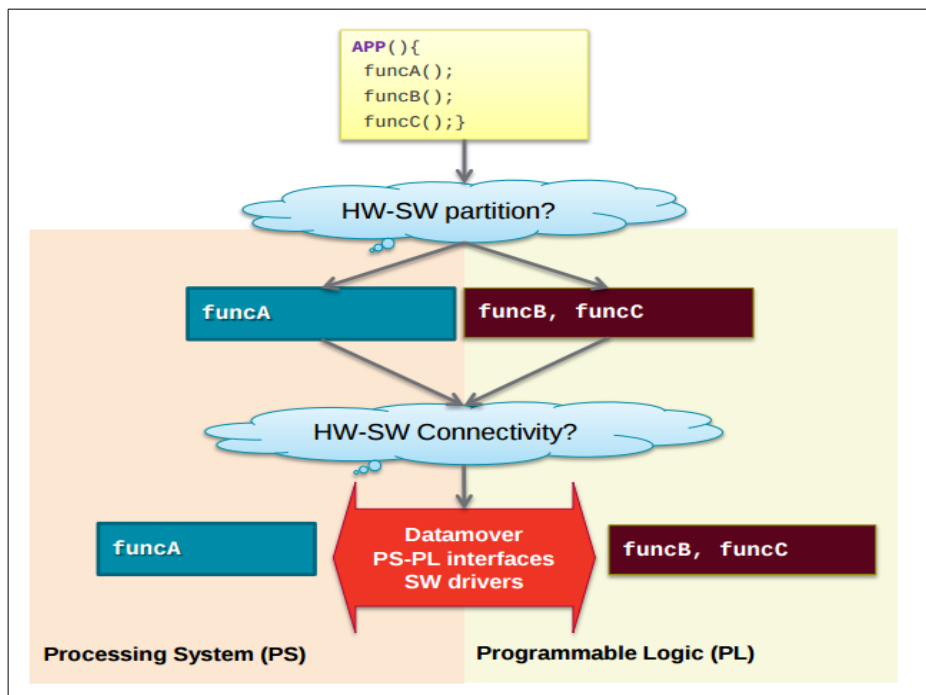 APP(){
funcA();
funcB();
funcC();}
HW-SW partition?
funcA
funcB, funcC
HW-SW Connectivity?
funcA
Datamover
PS-PL interfaces
SW drivers
funcB, funcC
Processing System (PS)
Programmable Logic (PL)